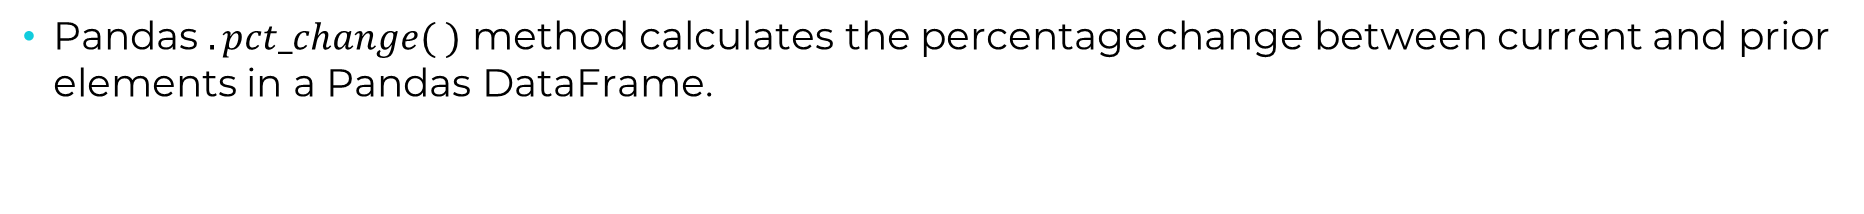 • Pandas .pct_change( ) method calculates the percentage change between current and prior
elements in a Pandas DataFrame.